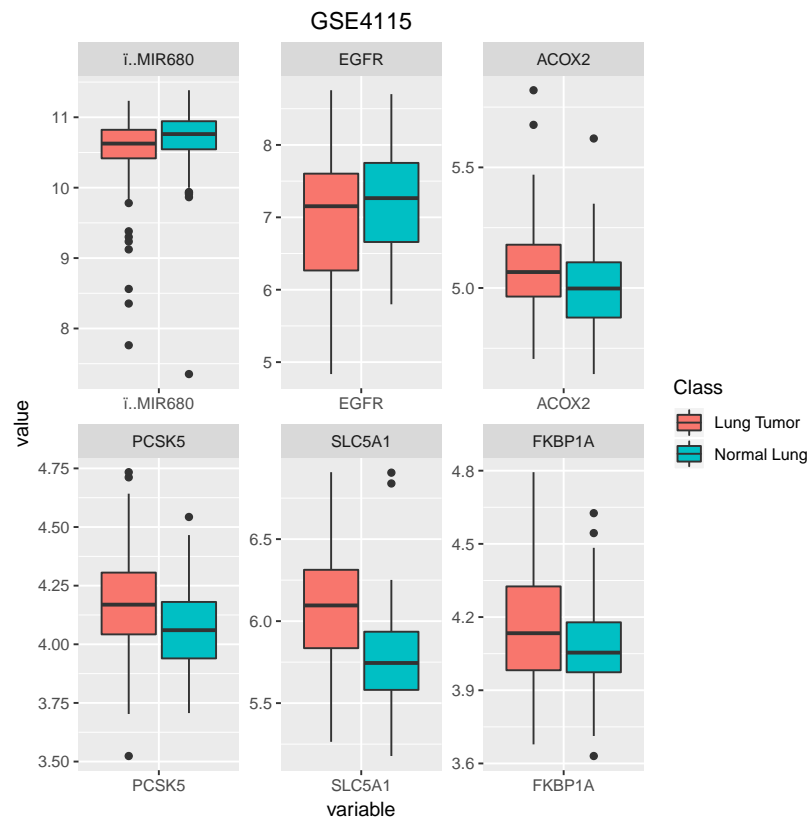 GSE4115
ï..MIR680
EGFR
ACOX2
11
10
9
8
8
7
6
5
5.5
5.0
ï..MIR680
EGFR
ACOX2
value
PCSK5
SLC5A1
FKBP1A
4.75
4.50
4.25
4.00
3.75
3.50
6.5
6.0
5.5
4.8
4.5
4.2
3.9
3.6
PCSK5
SLC5A1
FKBP1A
variable
Class
Lung Tumor
Normal Lung